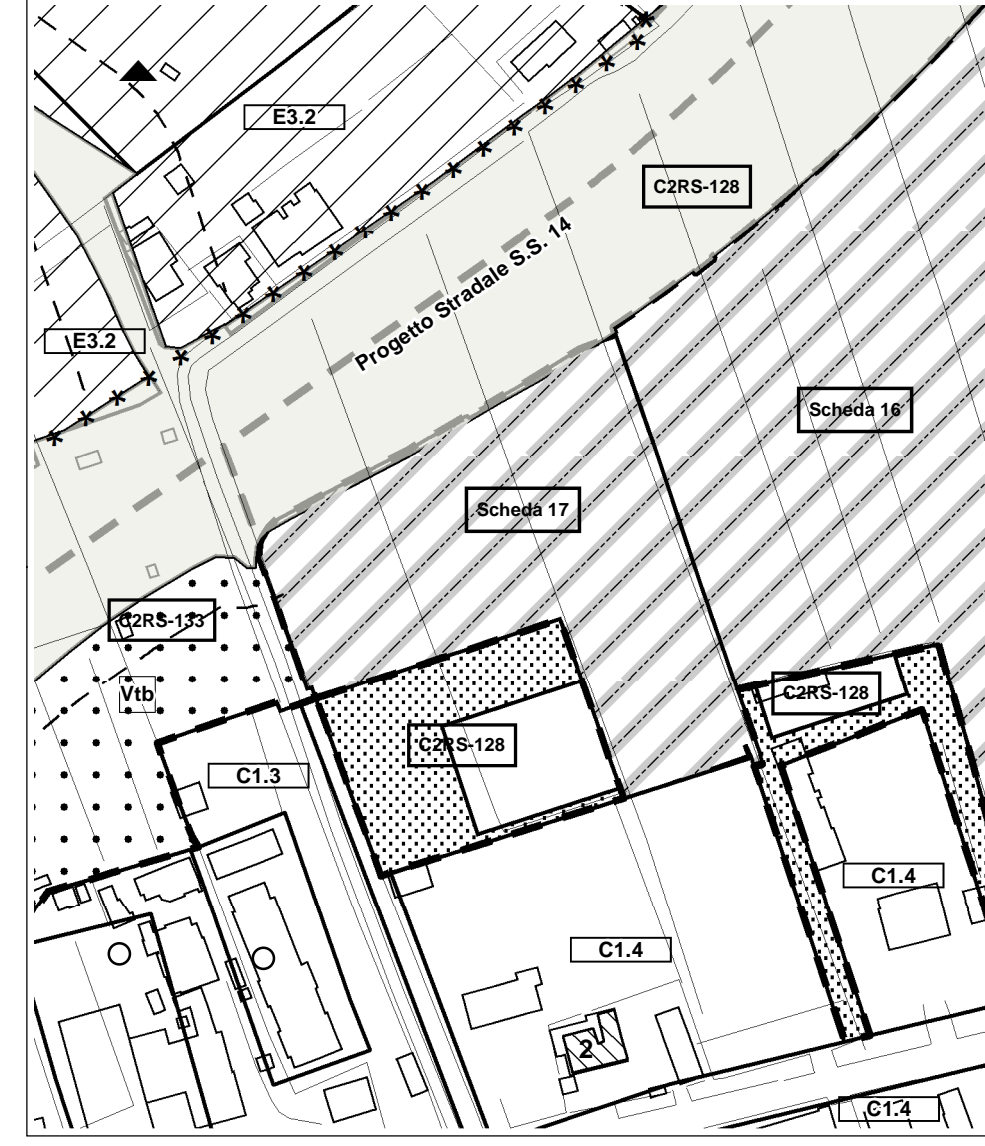 E3.2
C2RS-128
Progetto Stradale S.S. 14
E3.2
Scheda 16
Scheda 17
C2RS-133
Vtb
C2RS-128
C2RS-128
C1.3
C1.4
C1.4
2
C1.4